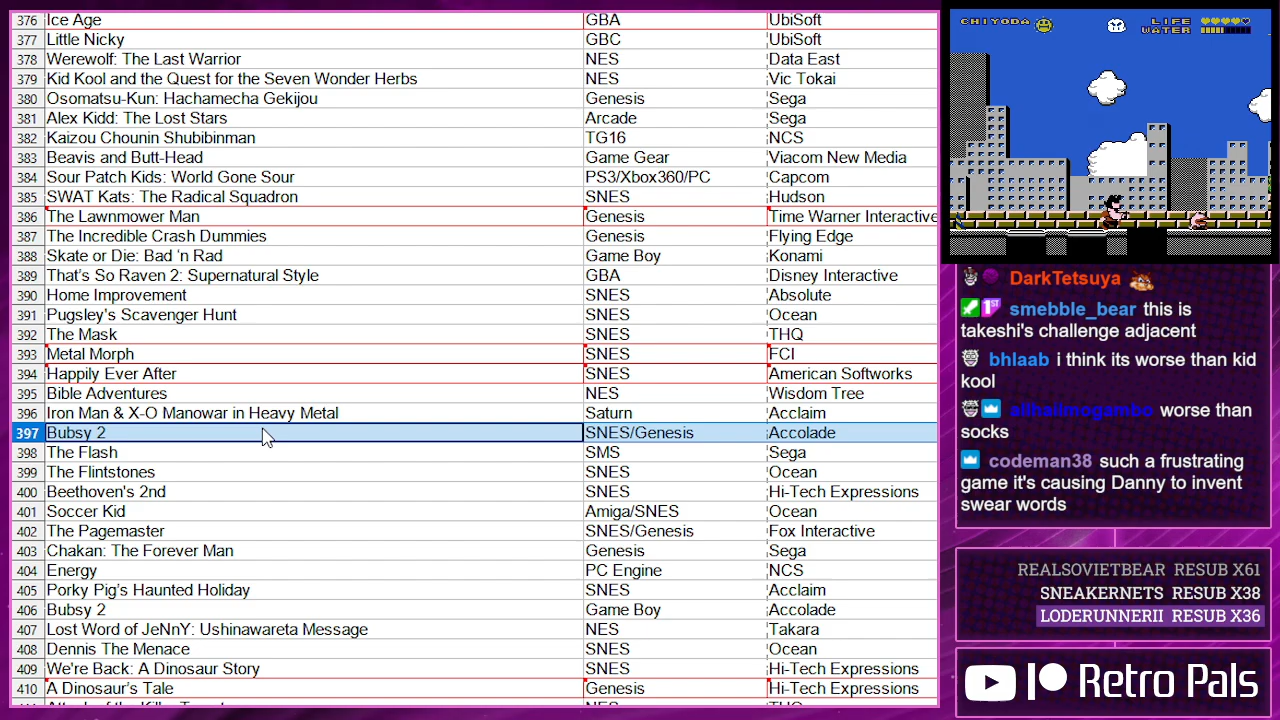 376 Ice Age GBA UbiSoft
377 Little Nicky GBC UbiSoft
378 Werewolf: The Last Warrior NES Data East
379 Kid Kool and the Quest for the Seven Wonder Herbs NES Vic Tokai
380 Osomatsu-Kun: Hachamecha Gekijou Genesis Sega
381 Alex Kidd: The Lost Stars Arcade Sega
382 Kaizou Chounin Shubibinman TG16 NCS
383 Beavis and Butt-Head Game Gear Viacom New Media
384 Sour Patch Kids: World Gone Sour PS3/Xbox360/PC Capcom
385 SWAT Kats: The Radical Squadron SNES Hudson
386 The Lawnmower Man Genesis Time Warner Interactive
387 The Incredible Crash Dummies Genesis Flying Edge
388 Skate or Die: Bad 'n Rad Game Boy Konami
389 That's So Raven 2: Supernatural Style GBA Disney Interactive
390 Home Improvement SNES Absolute
391 Pugsley's Scavenger Hunt SNES Ocean
392 The Mask SNES THQ
393 Metal Morph SNES FCI
394 Happily Ever After SNES American Softworks
395 Bible Adventures NES Wisdom Tree
396 Iron Man & X-O Manowar in Heavy Metal Saturn Acclaim
397 Bubsy 2 SNES/Genesis Accolade
398 The Flash SMS Sega
399 The Flintstones SNES Ocean
400 Beethoven's 2nd SNES Hi-Tech Expressions
401 Soccer Kid Amiga/SNES Ocean
402 The Pagemaster SNES/Genesis Fox Interactive
403 Chakan: The Forever Man Genesis Sega
404 Energy PC Engine NCS
405 Porky Pig's Haunted Holiday SNES Acclaim
406 Bubsy 2 Game Boy Accolade
407 Lost Word of JeNnY: Ushinawareta Message NES Takara
408 Dennis The Menace SNES Ocean
409 We're Back: A Dinosaur Story SNES Hi-Tech Expressions
410 A Dinosaur's Tale Genesis Hi-Tech Expressions
CHIYODA
LIFE
WATER
DarkTetsuya
smebble_bear this is
takeshi's challenge adjacent
bhlaab i think its worse than kid
kool
allhailmogambo worse than
socks
codeman38 such a frustrating
game it's causing Danny to invent
swear words
REALSOVIETBEAR RESUB X61
SNEAKERNETS RESUB X38
LODERUNNERII RESUB X36
Retro Pals